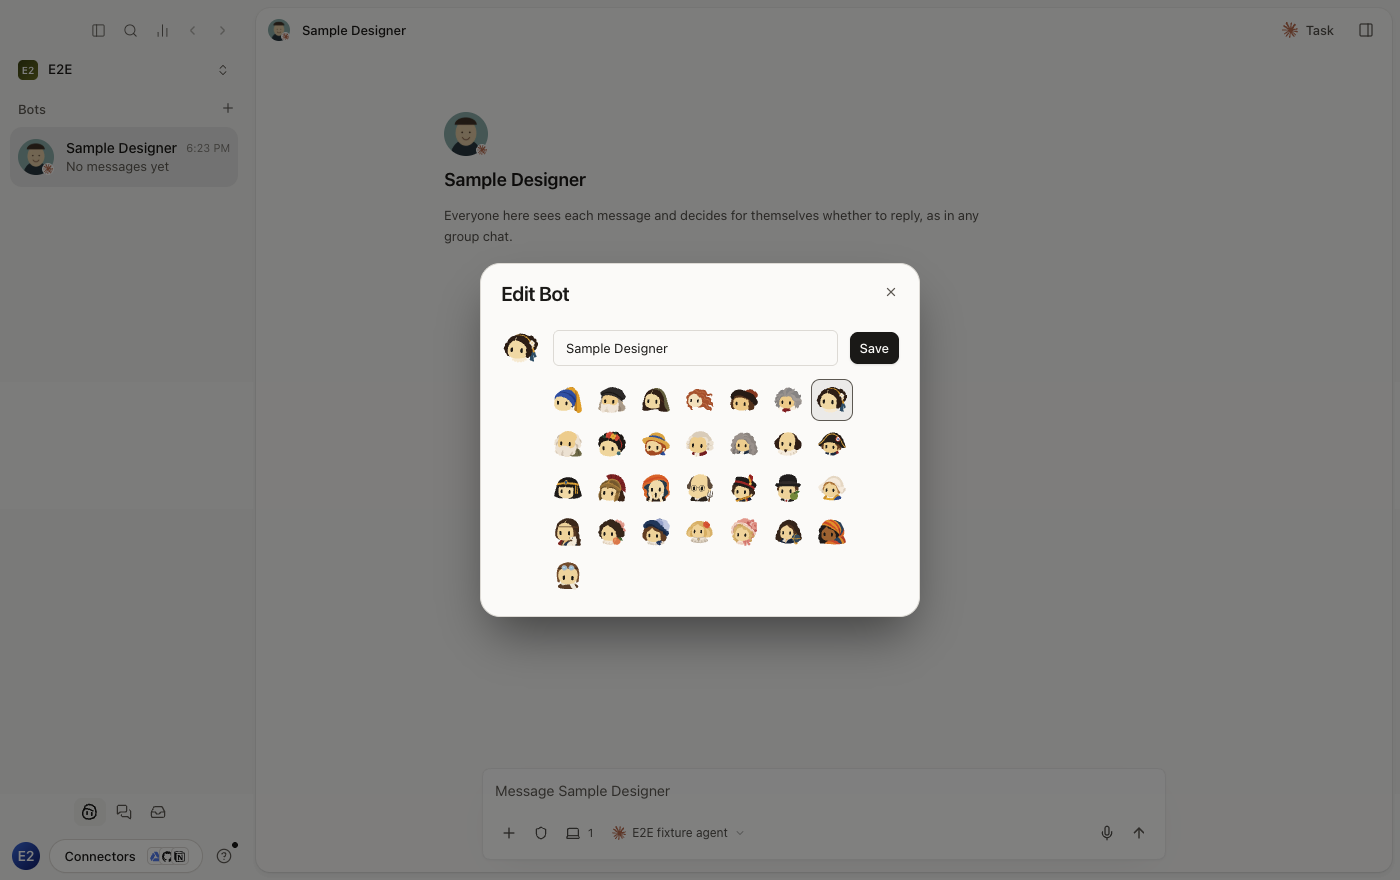 Sample Designer
Task
E2 E2E
Bots
Sample Designer 6:23 PM
No messages yet
Sample Designer
Everyone here sees each message and decides for themselves whether to reply, as in any
group chat.
Edit Bot
Sample Designer
Save
Message Sample Designer
1
E2E fixture agent
E2
Connectors